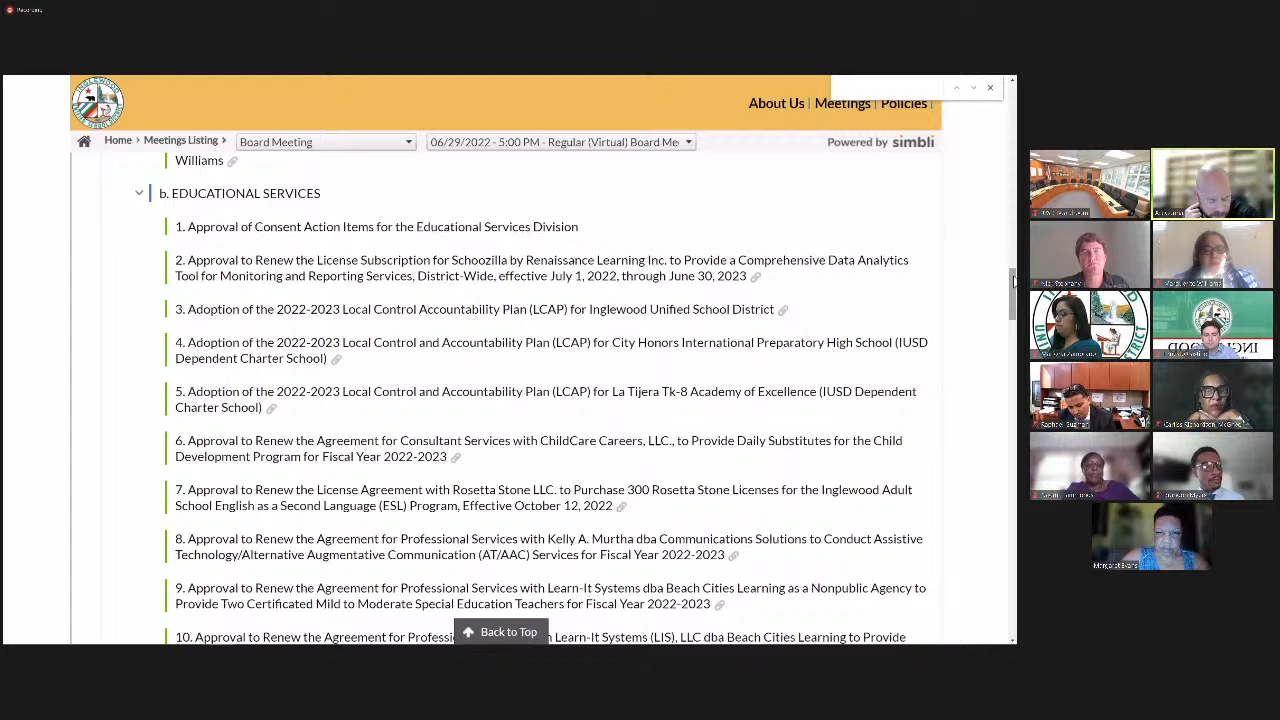 Recording
About Us | Meetings | Policies |
Home > Meetings Listing >
Board Meeting
06/29/2022 - 5:00 PM - Regular (Virtual) Board Me
Powered by simbli
Williams
b. EDUCATIONAL SERVICES
1. Approval of Consent Action Items for the Educational Services Division
2. Approval to Renew the License Subscription for Schoozilla by Renaissance Learning Inc. to Provide a Comprehensive Data Analytics
Tool for Monitoring and Reporting Services, District-Wide, effective July 1, 2022, through June 30, 2023
3. Adoption of the 2022-2023 Local Control Accountability Plan (LCAP) for Inglewood Unified School District
4. Adoption of the 2022-2023 Local Control and Accountability Plan (LCAP) for City Honors International Preparatory High School (IUSD
Dependent Charter School)
5. Adoption of the 2022-2023 Local Control and Accountability Plan (LCAP) for La Tijera Tk-8 Academy of Excellence (IUSD Dependent
Charter School)
6. Approval to Renew the Agreement for Consultant Services with ChildCare Careers, LLC., to Provide Daily Substitutes for the Child
Development Program for Fiscal Year 2022-2023
7. Approval to Renew the License Agreement with Rosetta Stone LLC. to Purchase 300 Rosetta Stone Licenses for the Inglewood Adult
School English as a Second Language (ESL) Program, Effective October 12, 2022
8. Approval to Renew the Agreement for Professional Services with Kelly A. Murtha dba Communications Solutions to Conduct Assistive
Technology/Alternative Augmentative Communication (AT/AAC) Services for Fiscal Year 2022-2023
9. Approval to Renew the Agreement for Professional Services with Learn-It Systems dba Beach Cities Learning as a Nonpublic Agency to
Provide Two Certificated Mild to Moderate Special Education Teachers for Fiscal Year 2022-2023
10. Approval to Renew the Agreement for Professi
Learn-It Systems (LIS), LLC dba Beach Cities Learning to Provide
Back to Top
Marguerite Williams
Raphael Guzman
Margaret Evans